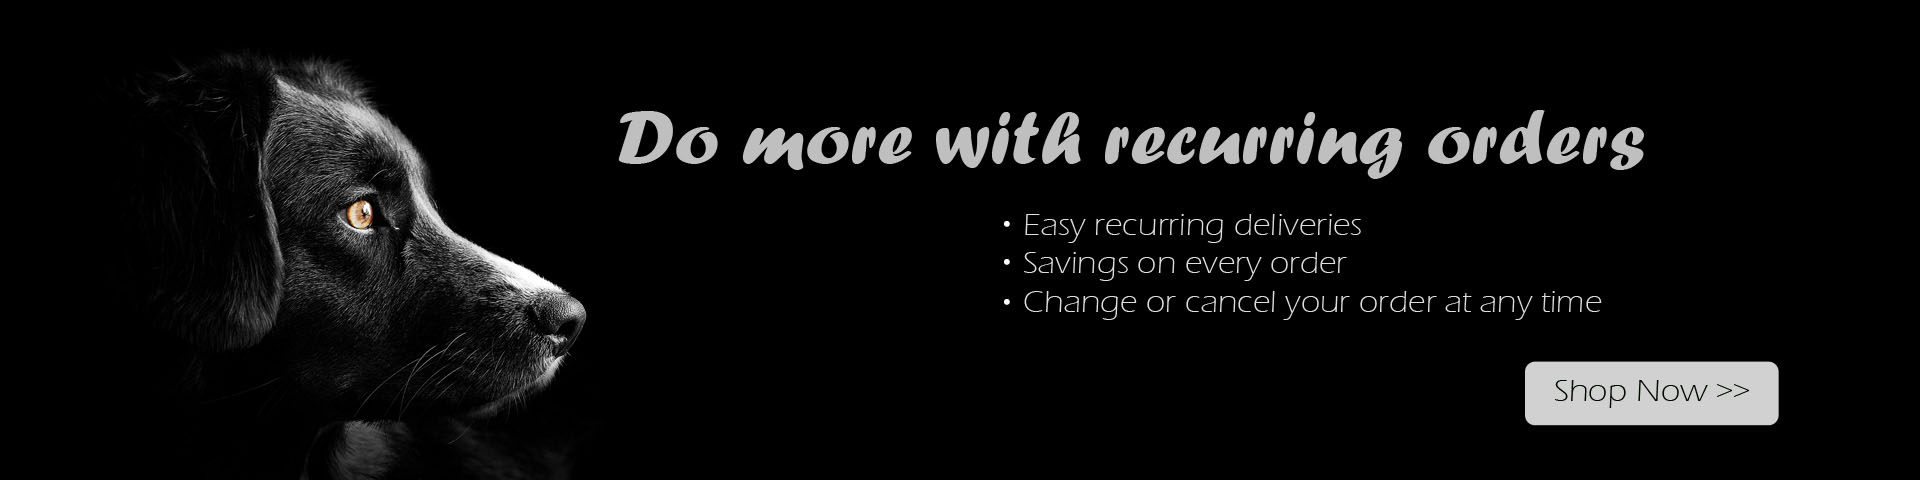 Do more with recurring orders
• Easy recurring deliveries
• Savings on every order
• Change or cancel your order at any time
Shop Now >>